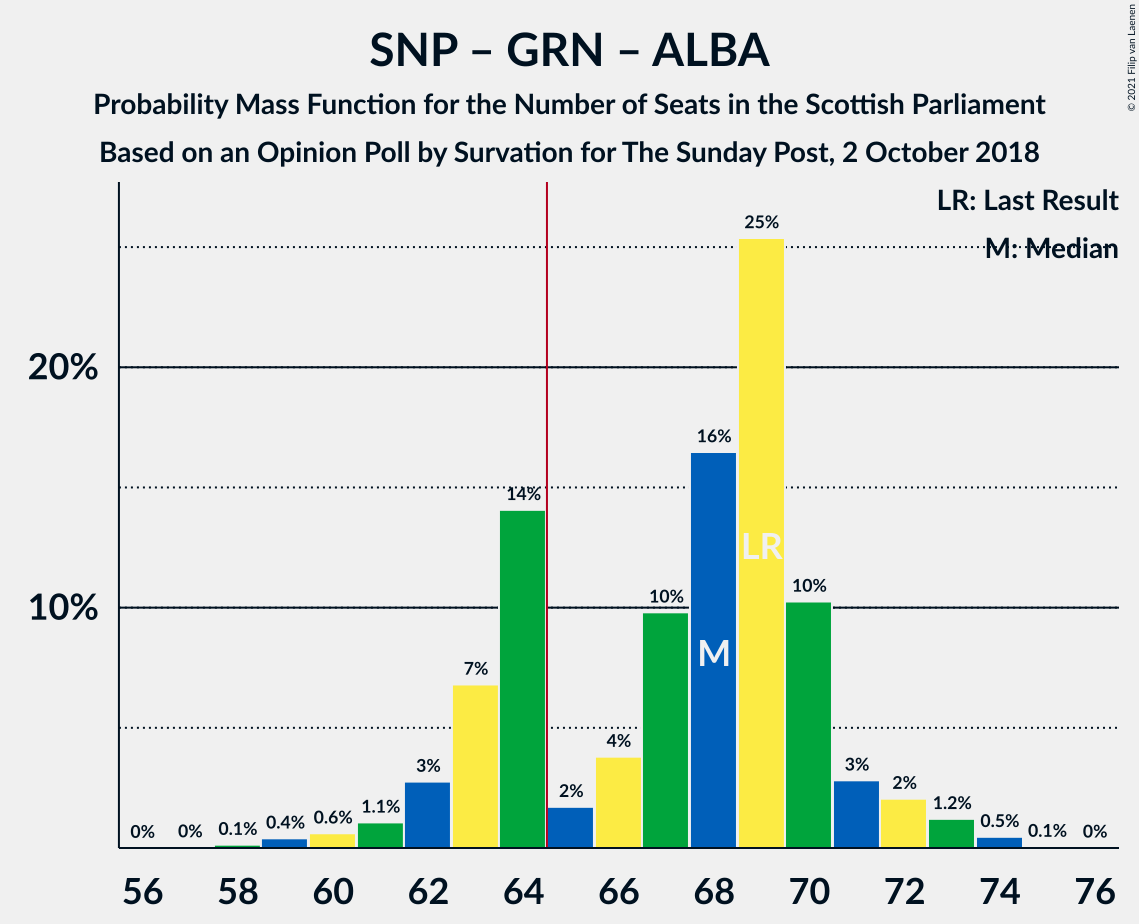 SNP – GRN – ALBA
Probability Mass Function for the Number of Seats in the Scottish Parliament
Based on an Opinion Poll by Survation for The Sunday Post, 2 October 2018
© 2021 Filip van Laenen
LR: Last Result
M: Median
20%
10%
0% 0% 0.1% 0.4% 0.6% 1.1% 3% 7% 14% 2% 4% 10% 16% 25% 10% 3% 2% 1.2% 0.5% 0.1% 0%
LR
M
56 58 60 62 64 66 68 70 72 74 76